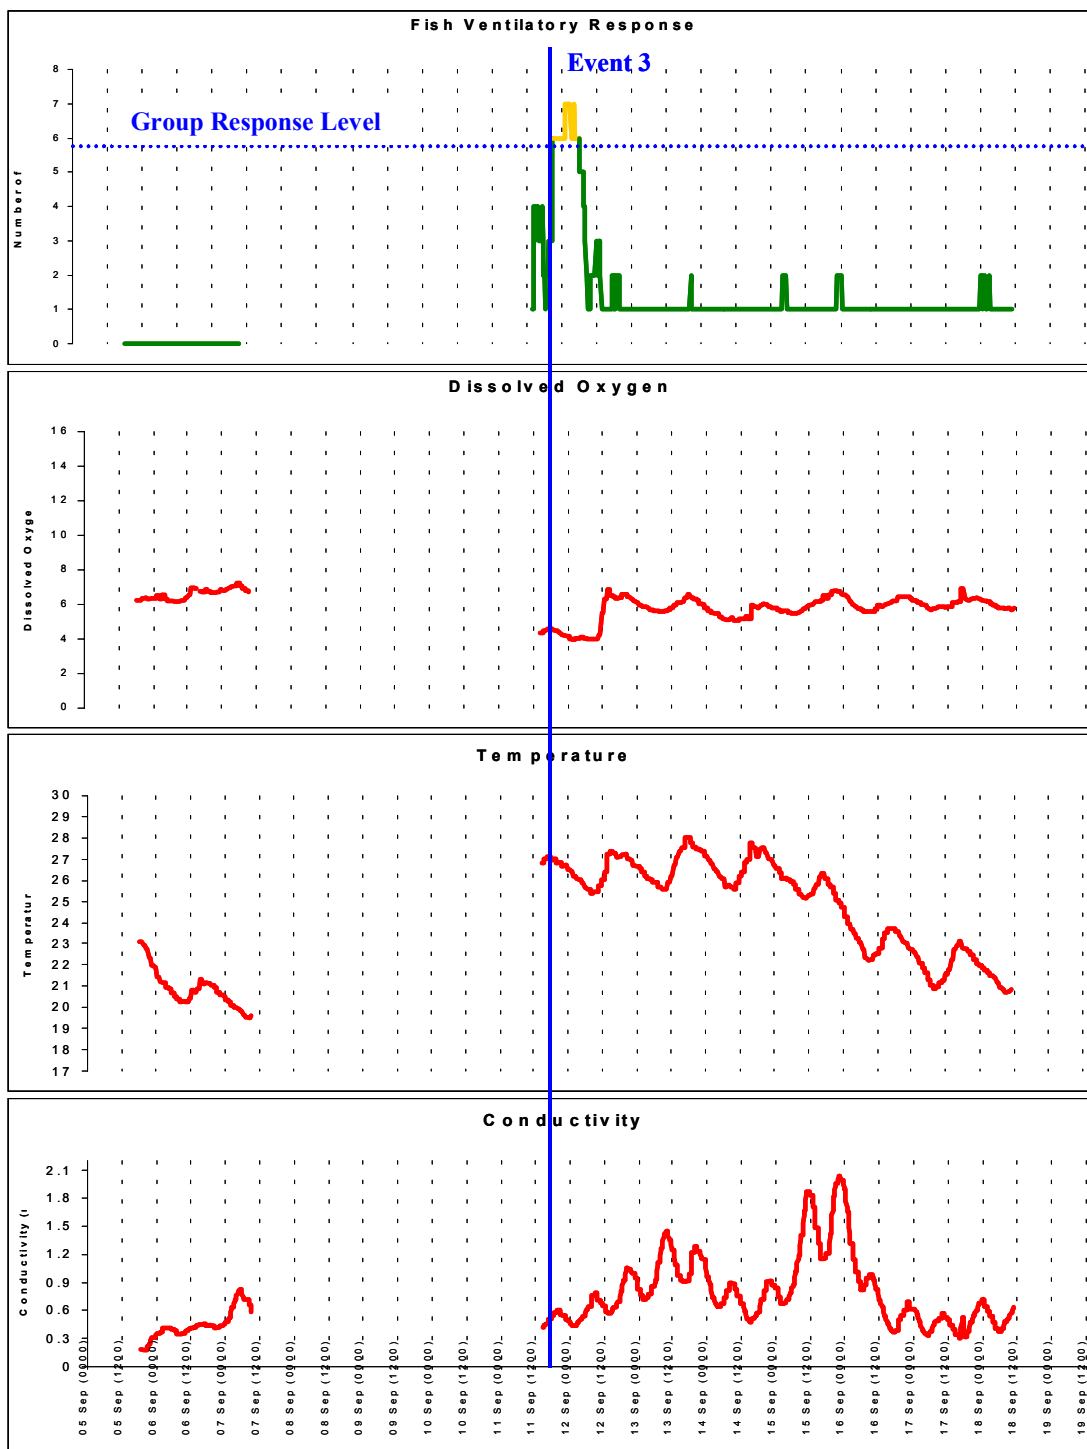 Fish Ventilatory Response
Event 3
Group Response Level
Number of
8
7
6
5
4
3
2
1
0
Dissolved Oxygen
Dissolved Oxyge
16
14
12
10
8
6
4
2
0
Temperature
Temperatur
30
29
28
27
26
25
24
23
22
21
20
19
18
17
Conductivity
Conductivity (
2.1
1.8
1.5
1.2
0.9
0.6
0.3
0
05 Sep (0000)
05 Sep (1200)
06 Sep (0000)
06 Sep (1200)
07 Sep (0000)
07 Sep (1200)
08 Sep (0000)
08 Sep (1200)
09 Sep (0000)
09 Sep (1200)
10 Sep (0000)
10 Sep (1200)
11 Sep (0000)
11 Sep (1200)
12 Sep (0000)
12 Sep (1200)
13 Sep (0000)
13 Sep (1200)
14 Sep (0000)
14 Sep (1200)
15 Sep (0000)
15 Sep (1200)
16 Sep (0000)
16 Sep (1200)
17 Sep (0000)
17 Sep (1200)
18 Sep (0000)
18 Sep (1200)
19 Sep (0000)
19 Sep (1200)